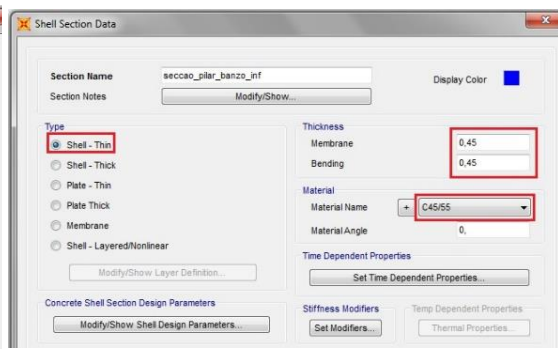 Shell Section Data
Section Name seccao_pilar_banzo_inf Display Color
Section Notes Modify/Show...
Type
Shell - Thin
Shell - Thick
Plate - Thin
Plate Thick
Membrane
Shell - Layered/Nonlinear
Modify/Show Layer Definition...
Concrete Shell Section Design Parameters
Modify/Show Shell Design Parameters...
Thickness
Membrane 0,45
Bending 0,45
Material
Material Name + C45/55
Material Angle 0,
Time Dependent Properties
Set Time Dependent Properties...
Stiffness Modifiers
Set Modifiers...
Temp Dependent Properties
Thermal Properties...